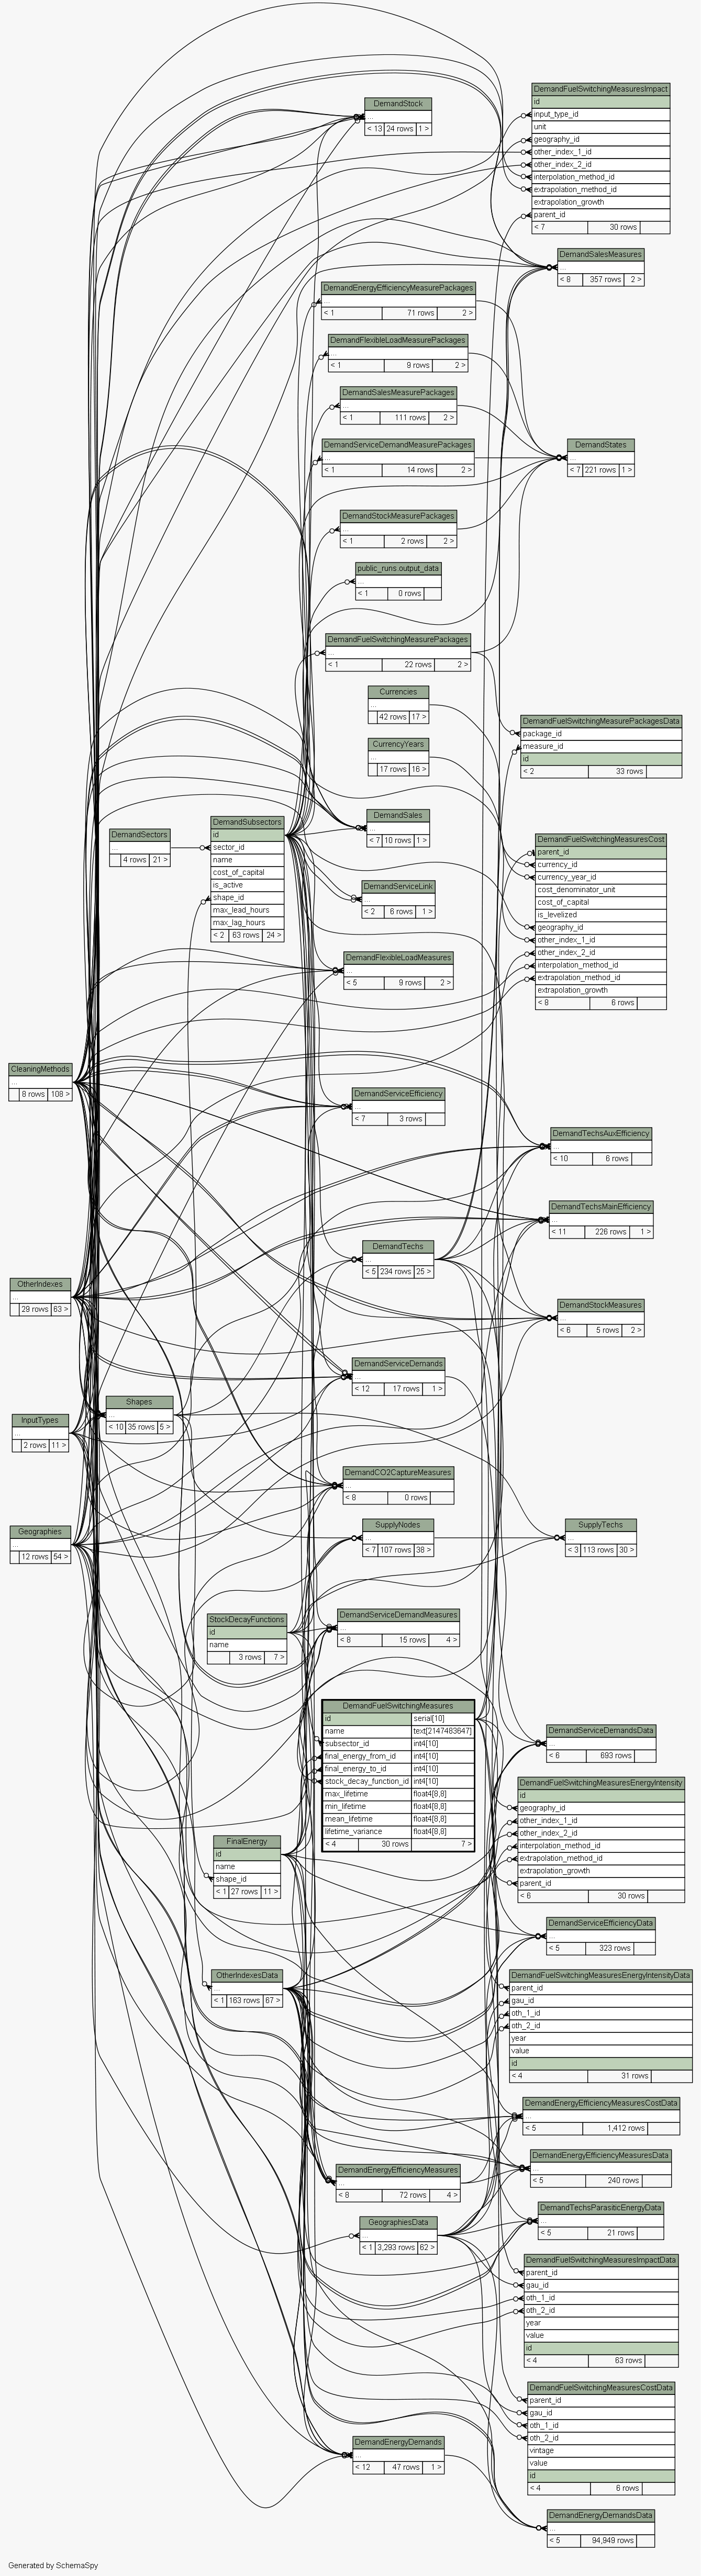 DemandStock
...
< 13 24 rows 1 >
DemandFuelSwitchingMeasuresImpact
id
input_type_id
unit
geography_id
other_index_1_id
other_index_2_id
interpolation_method_id
extrapolation_method_id
extrapolation_growth
parent_id
< 7 30 rows
DemandSalesMeasures
...
< 8 357 rows 2 >
DemandEnergyEfficiencyMeasurePackages
...
< 1 71 rows 2 >
DemandFlexibleLoadMeasurePackages
...
< 1 9 rows 2 >
DemandSalesMeasurePackages
...
< 1 111 rows 2 >
DemandServiceDemandMeasurePackages
...
< 1 14 rows 2 >
DemandStates
...
< 7 221 rows 1 >
DemandStockMeasurePackages
...
< 1 2 rows 2 >
public_runs.output_data
...
< 1 0 rows
DemandFuelSwitchingMeasurePackages
...
< 1 22 rows 2 >
Currencies
...
42 rows 17 >
DemandFuelSwitchingMeasurePackagesData
package_id
measure_id
id
< 2 33 rows
CurrencyYears
...
17 rows 16 >
DemandSales
...
< 7 10 rows 1 >
DemandSectors
...
4 rows 21 >
DemandSubsectors
id
sector_id
name
cost_of_capital
is_active
shape_id
max_lead_hours
max_lag_hours
< 2 63 rows 24 >
DemandFuelSwitchingMeasuresCost
parent_id
currency_id
currency_year_id
cost_denominator_unit
cost_of_capital
is_levelized
geography_id
other_index_1_id
other_index_2_id
interpolation_method_id
extrapolation_method_id
extrapolation_growth
< 8 6 rows
DemandServiceLink
...
< 2 6 rows 1 >
DemandFlexibleLoadMeasures
...
< 5 9 rows 2 >
CleaningMethods
...
8 rows 108 >
DemandServiceEfficiency
...
< 7 3 rows
DemandTechsAuxEfficiency
...
< 10 6 rows
DemandTechsMainEfficiency
...
< 11 226 rows 1 >
DemandTechs
...
< 5 234 rows 25 >
OtherIndexes
...
29 rows 63 >
DemandStockMeasures
...
< 6 5 rows 2 >
DemandServiceDemands
...
< 12 17 rows 1 >
Shapes
...
< 10 35 rows 5 >
InputTypes
...
2 rows 11 >
DemandCO2CaptureMeasures
...
< 8 0 rows
Geographies
...
12 rows 54 >
SupplyNodes
...
< 7 107 rows 38 >
SupplyTechs
...
< 3 113 rows 30 >
StockDecayFunctions
id
name
3 rows 7 >
DemandServiceDemandMeasures
...
< 8 15 rows 4 >
DemandFuelSwitchingMeasures
id serial[10]
name text[2147483647]
subsector_id int4[10]
final_energy_from_id int4[10]
final_energy_to_id int4[10]
stock_decay_function_id int4[10]
max_lifetime float4[8,8]
min_lifetime float4[8,8]
mean_lifetime float4[8,8]
lifetime_variance float4[8,8]
< 4 30 rows 7 >
DemandServiceDemandsData
...
< 6 693 rows
DemandFuelSwitchingMeasuresEnergyIntensity
id
geography_id
other_index_1_id
other_index_2_id
interpolation_method_id
extrapolation_method_id
extrapolation_growth
parent_id
< 6 30 rows
FinalEnergy
id
name
shape_id
< 1 27 rows 11 >
DemandServiceEfficiencyData
...
< 5 323 rows
OtherIndexesData
...
< 1 163 rows 67 >
DemandFuelSwitchingMeasuresEnergyIntensityData
parent_id
gau_id
oth_1_id
oth_2_id
year
value
id
< 4 31 rows
DemandEnergyEfficiencyMeasuresCostData
...
< 5 1,412 rows
DemandEnergyEfficiencyMeasuresData
...
< 5 240 rows
DemandEnergyEfficiencyMeasures
...
< 8 72 rows 4 >
DemandTechsParasiticEnergyData
...
< 5 21 rows
GeographiesData
...
< 1 3,293 rows 62 >
DemandFuelSwitchingMeasuresImpactData
parent_id
gau_id
oth_1_id
oth_2_id
year
value
id
< 4 63 rows
DemandFuelSwitchingMeasuresCostData
parent_id
gau_id
oth_1_id
oth_2_id
vintage
value
id
< 4 6 rows
DemandEnergyDemands
...
< 12 47 rows 1 >
DemandEnergyDemandsData
...
< 5 94,949 rows
Generated by SchemaSpy